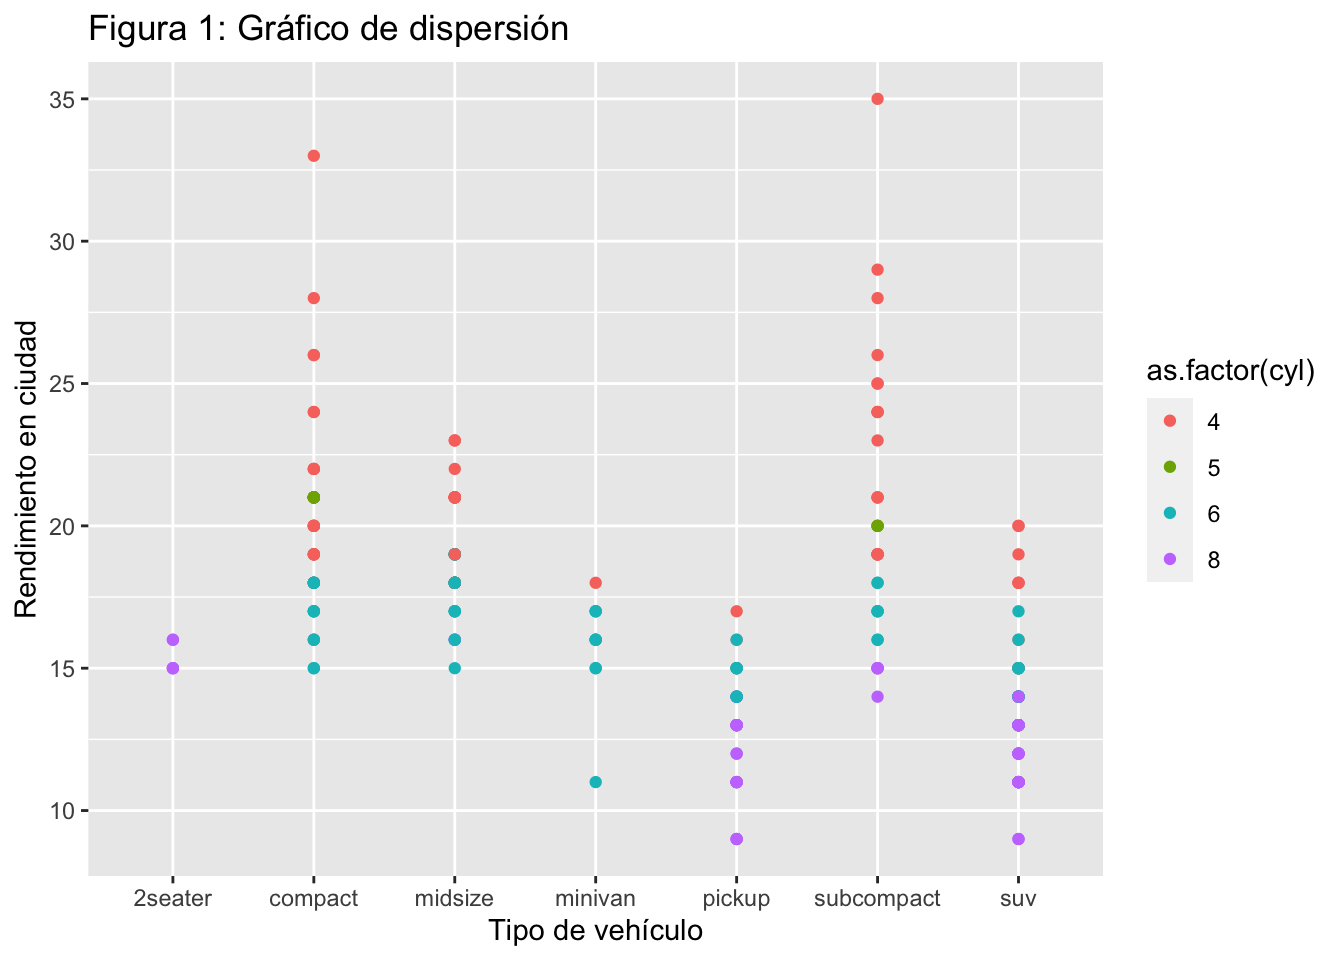 Figura 1: Gráfico de dispersión
Rendimiento en ciudad
35
30
25
20
15
10
2seater compact midsize minivan pickup subcompact suv
Tipo de vehículo
as.factor(cyl)
4
5
6
8